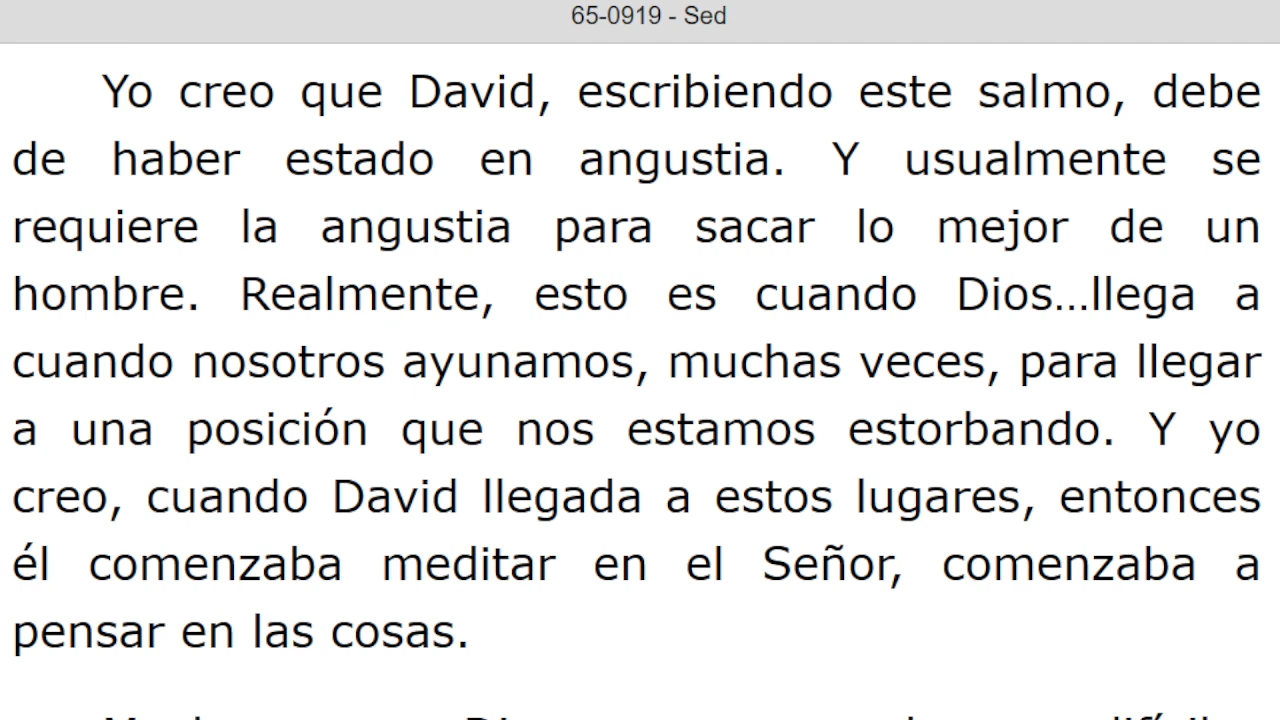 65-0919 - Sed
Yo creo que David, escribiendo este salmo, debe
de haber estado en angustia. Y usualmente se
requiere la angustia para sacar lo mejor de un
hombre. Realmente, esto es cuando Dios...llega a
cuando nosotros ayunamos, muchas veces, para llegar
a una posición que nos estamos estorbando. Y yo
creo, cuando David llegada a estos lugares, entonces
él comenzaba meditar en el Señor, comenzaba a
pensar en las cosas.